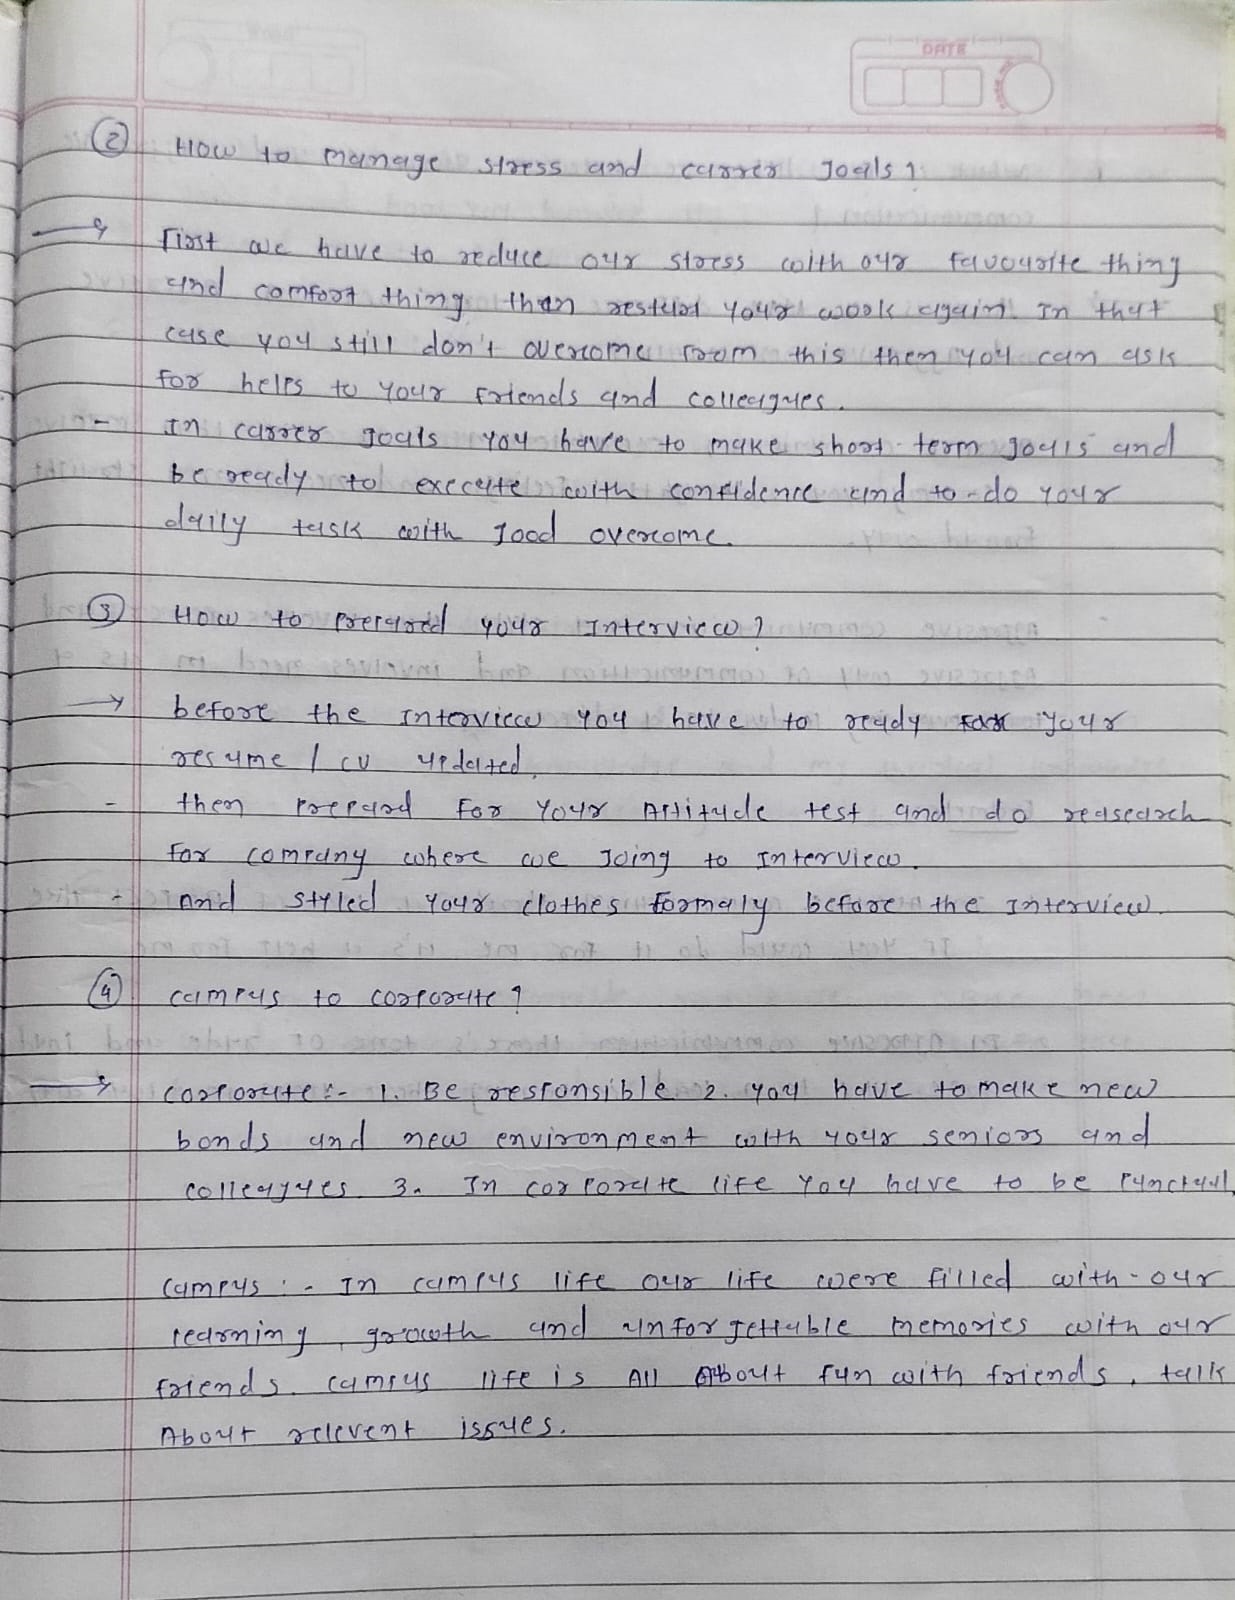 DATE
② How to manage stress and carrer goals?
→ First we have to reduce our stress with our favourite thing
and comfort thing then restart your work again. In that
case you still don't overcome from this then you can ask
for helps to your friends and colleagues.
- In carrer goals you have to make short-term goals and
be ready to execute with confidence and to-do your
daily task with good overcome.
③ How to prepared your Interview?
→ before the Interview you have to ready for your
resume / cv updated.
- then prepard for your Attitude test and do reasearch
for company where we going to Interview.
- And styled your clothes formaly before the Interview.
④ campus to corporate?
→ corporate :- 1. Be responsible. 2. you have to make new
bonds and new environment with your seniors and
colleagues. 3. In corporate life you have to be punctual.
campus :- In campus life our life were filled with-our
learning, growth and unforgettable memories with our
friends. campus life is All About fun with friends, talk
About relevent issues.